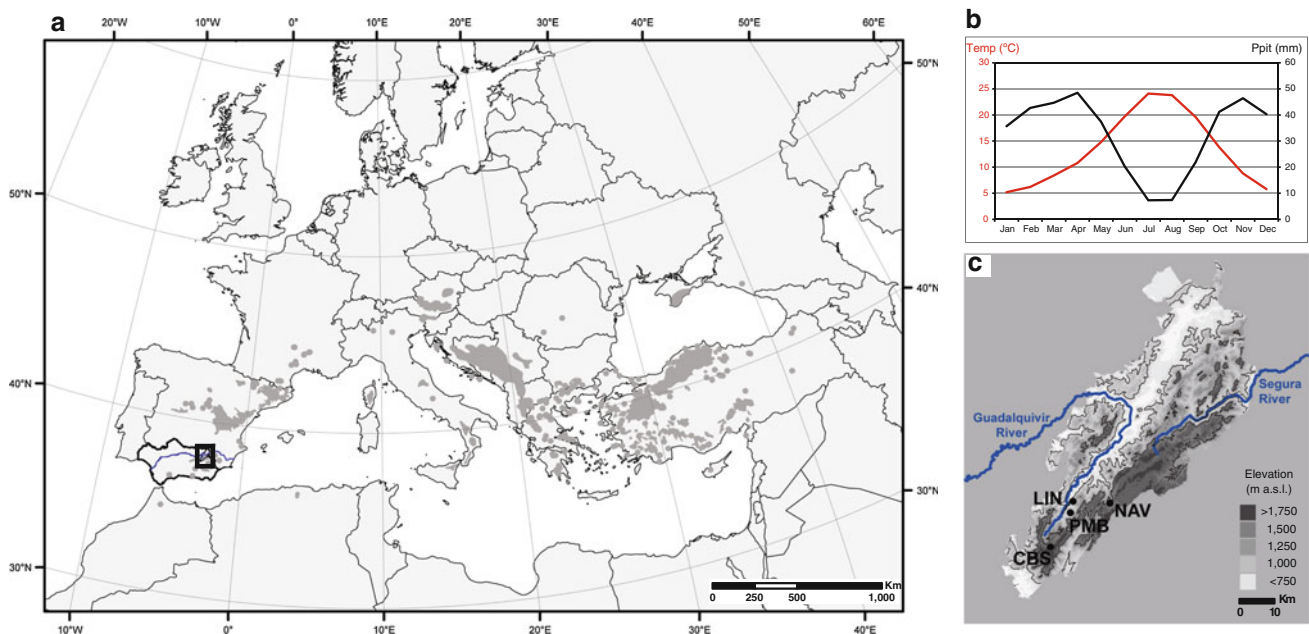 a
20°W 10°W 0° 10°E 20°E 30°E 40°E 50°E 60°E
50°N
50°N
40°N
40°N
30°N
30°N
Km
0 250 500 1,000
10°W 0° 10°E 20°E 30°E 40°E
b
Temp (ºC) Ppit (mm)
30 60
25 50
20 40
15 30
10 20
5 10
0 0
Jan Feb Mar Apr May Jun Jul Aug Sep Oct Nov Dec
c
Segura
River
Guadalquivir
River
LIN
NAV
PMB
CBS
Elevation
(m a.s.l.)
>1,750
1,500
1,250
1,000
<750
Km
0 10